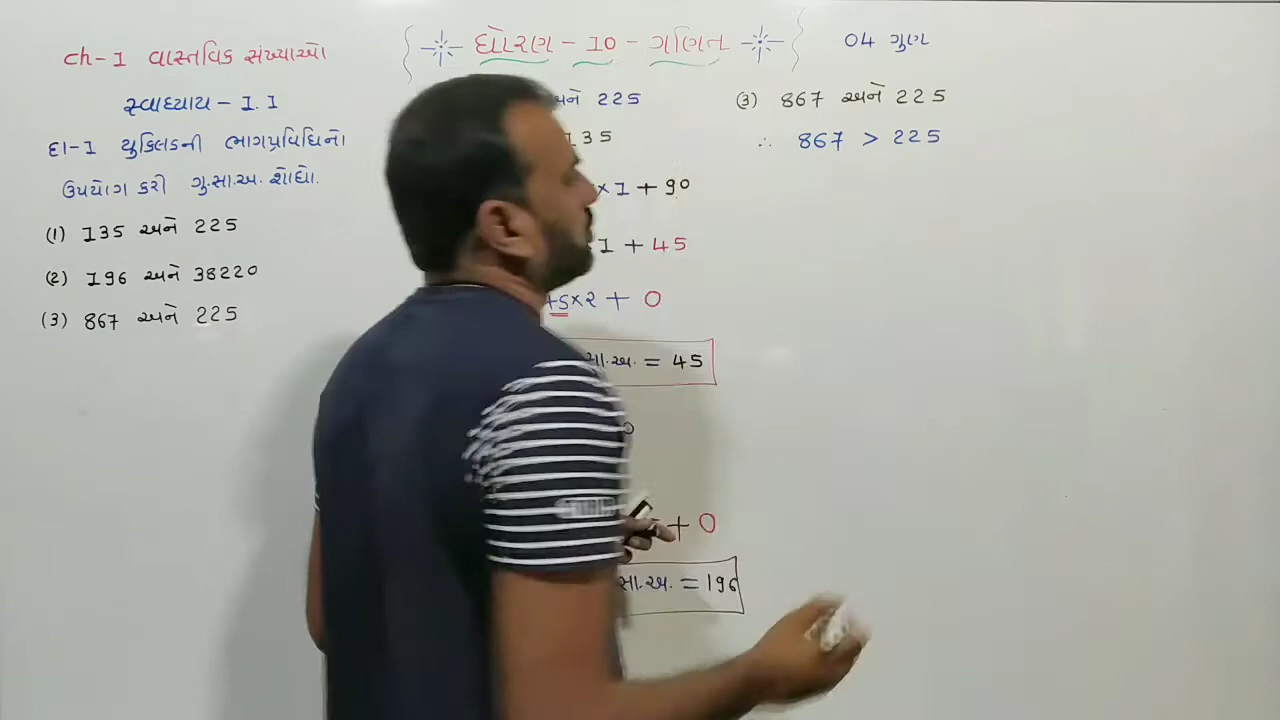 ધોરણ - 10 - ગણિત
04 ગુણ
ch-1 વાસ્તવિક સંખ્યાઓ
સ્વાધ્યાય - 1.1
દા-1 યુક્લિડની ભાગપ્રવિધિનો
ઉપયોગ કરી ગુ.સા.અ. શોધો.
(1) 135 અને 225
(2) 196 અને 38220
(3) 867 અને 225
અને 225
135
×1 + 90
1 + 45
45×2 + 0
સા.અ. = 45
0
+ 0
સા.અ. = 196
(3) 867 અને 225
∴ 867 > 225